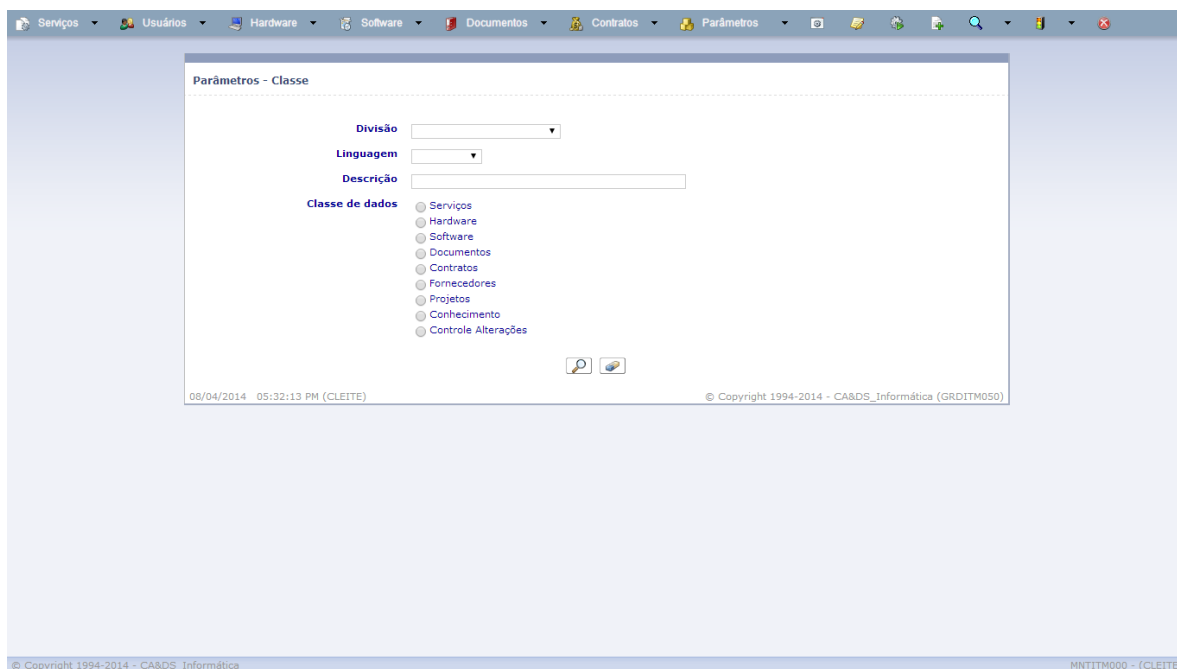 Serviços Usuários Hardware Software Documentos Contratos Parâmetros
Parâmetros - Classe
Divisão
Linguagem
Descrição
Classe de dados
Serviços
Hardware
Software
Documentos
Contratos
Fornecedores
Projetos
Conhecimento
Controle Alterações
08/04/2014 05:32:13 PM (CLEITE) © Copyright 1994-2014 - CA&DS_Informática (GRDITM050)
© Copyright 1994-2014 - CA&DS_Informática MNTITM000 - (CLEITE